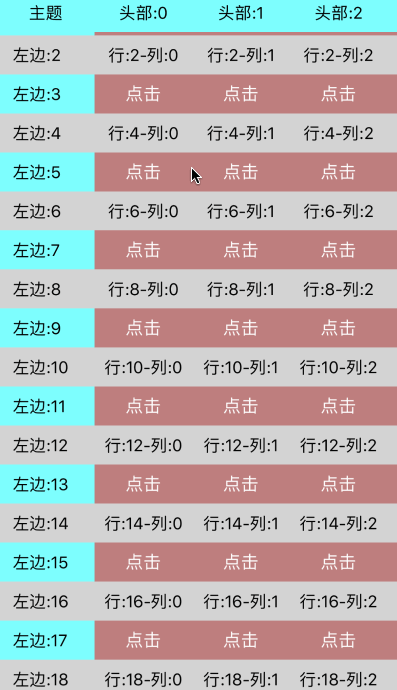 主题 头部:0 头部:1 头部:2
左边:2 行:2-列:0 行:2-列:1 行:2-列:2
左边:3 点击 点击 点击
左边:4 行:4-列:0 行:4-列:1 行:4-列:2
左边:5 点击 点击 点击
左边:6 行:6-列:0 行:6-列:1 行:6-列:2
左边:7 点击 点击 点击
左边:8 行:8-列:0 行:8-列:1 行:8-列:2
左边:9 点击 点击 点击
左边:10 行:10-列:0 行:10-列:1 行:10-列:2
左边:11 点击 点击 点击
左边:12 行:12-列:0 行:12-列:1 行:12-列:2
左边:13 点击 点击 点击
左边:14 行:14-列:0 行:14-列:1 行:14-列:2
左边:15 点击 点击 点击
左边:16 行:16-列:0 行:16-列:1 行:16-列:2
左边:17 点击 点击 点击
左边:18 行:18-列:0 行:18-列:1 行:18-列:2